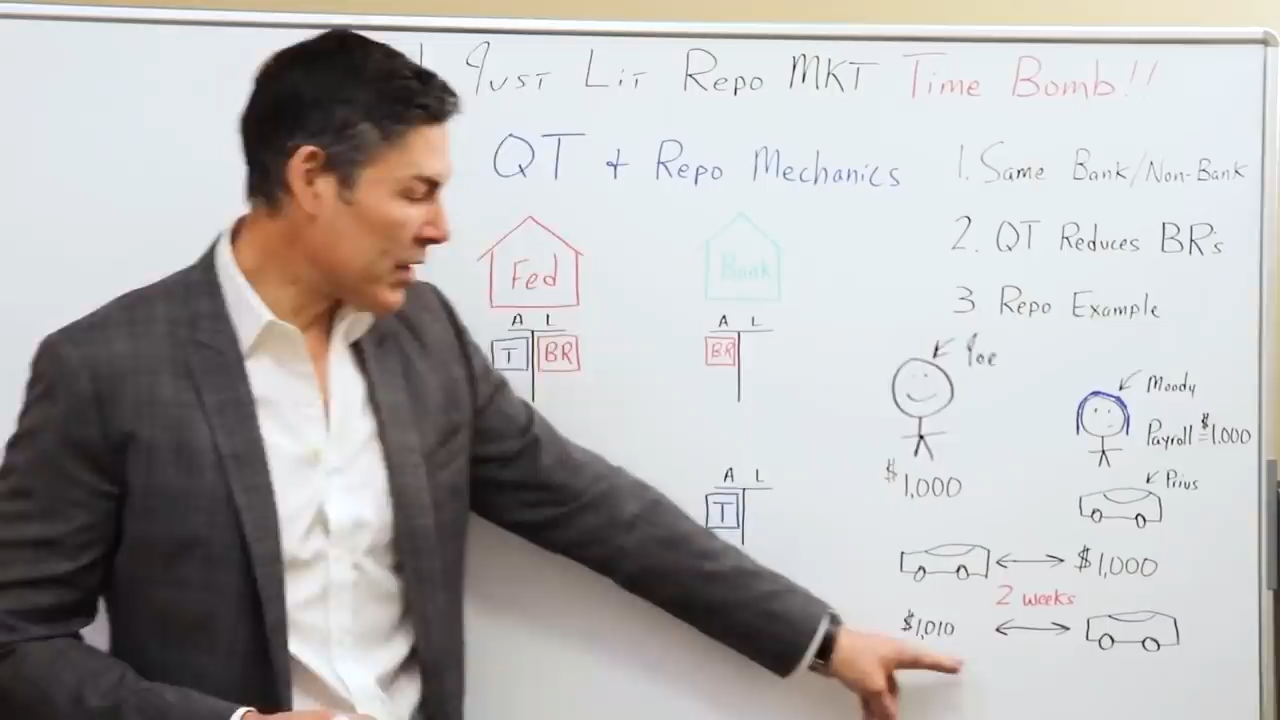 Just Lit Repo MKT Time Bomb!!
QT + Repo Mechanics
1. Same Bank/Non-Bank
2. QT Reduces BRs
3 Repo Example
Fed
Bank
A L
T BR
A L
BR
A L
T
Joe
$1,000
Moody
Payroll $1,000
Prius
$1,000
2 weeks
$1,010